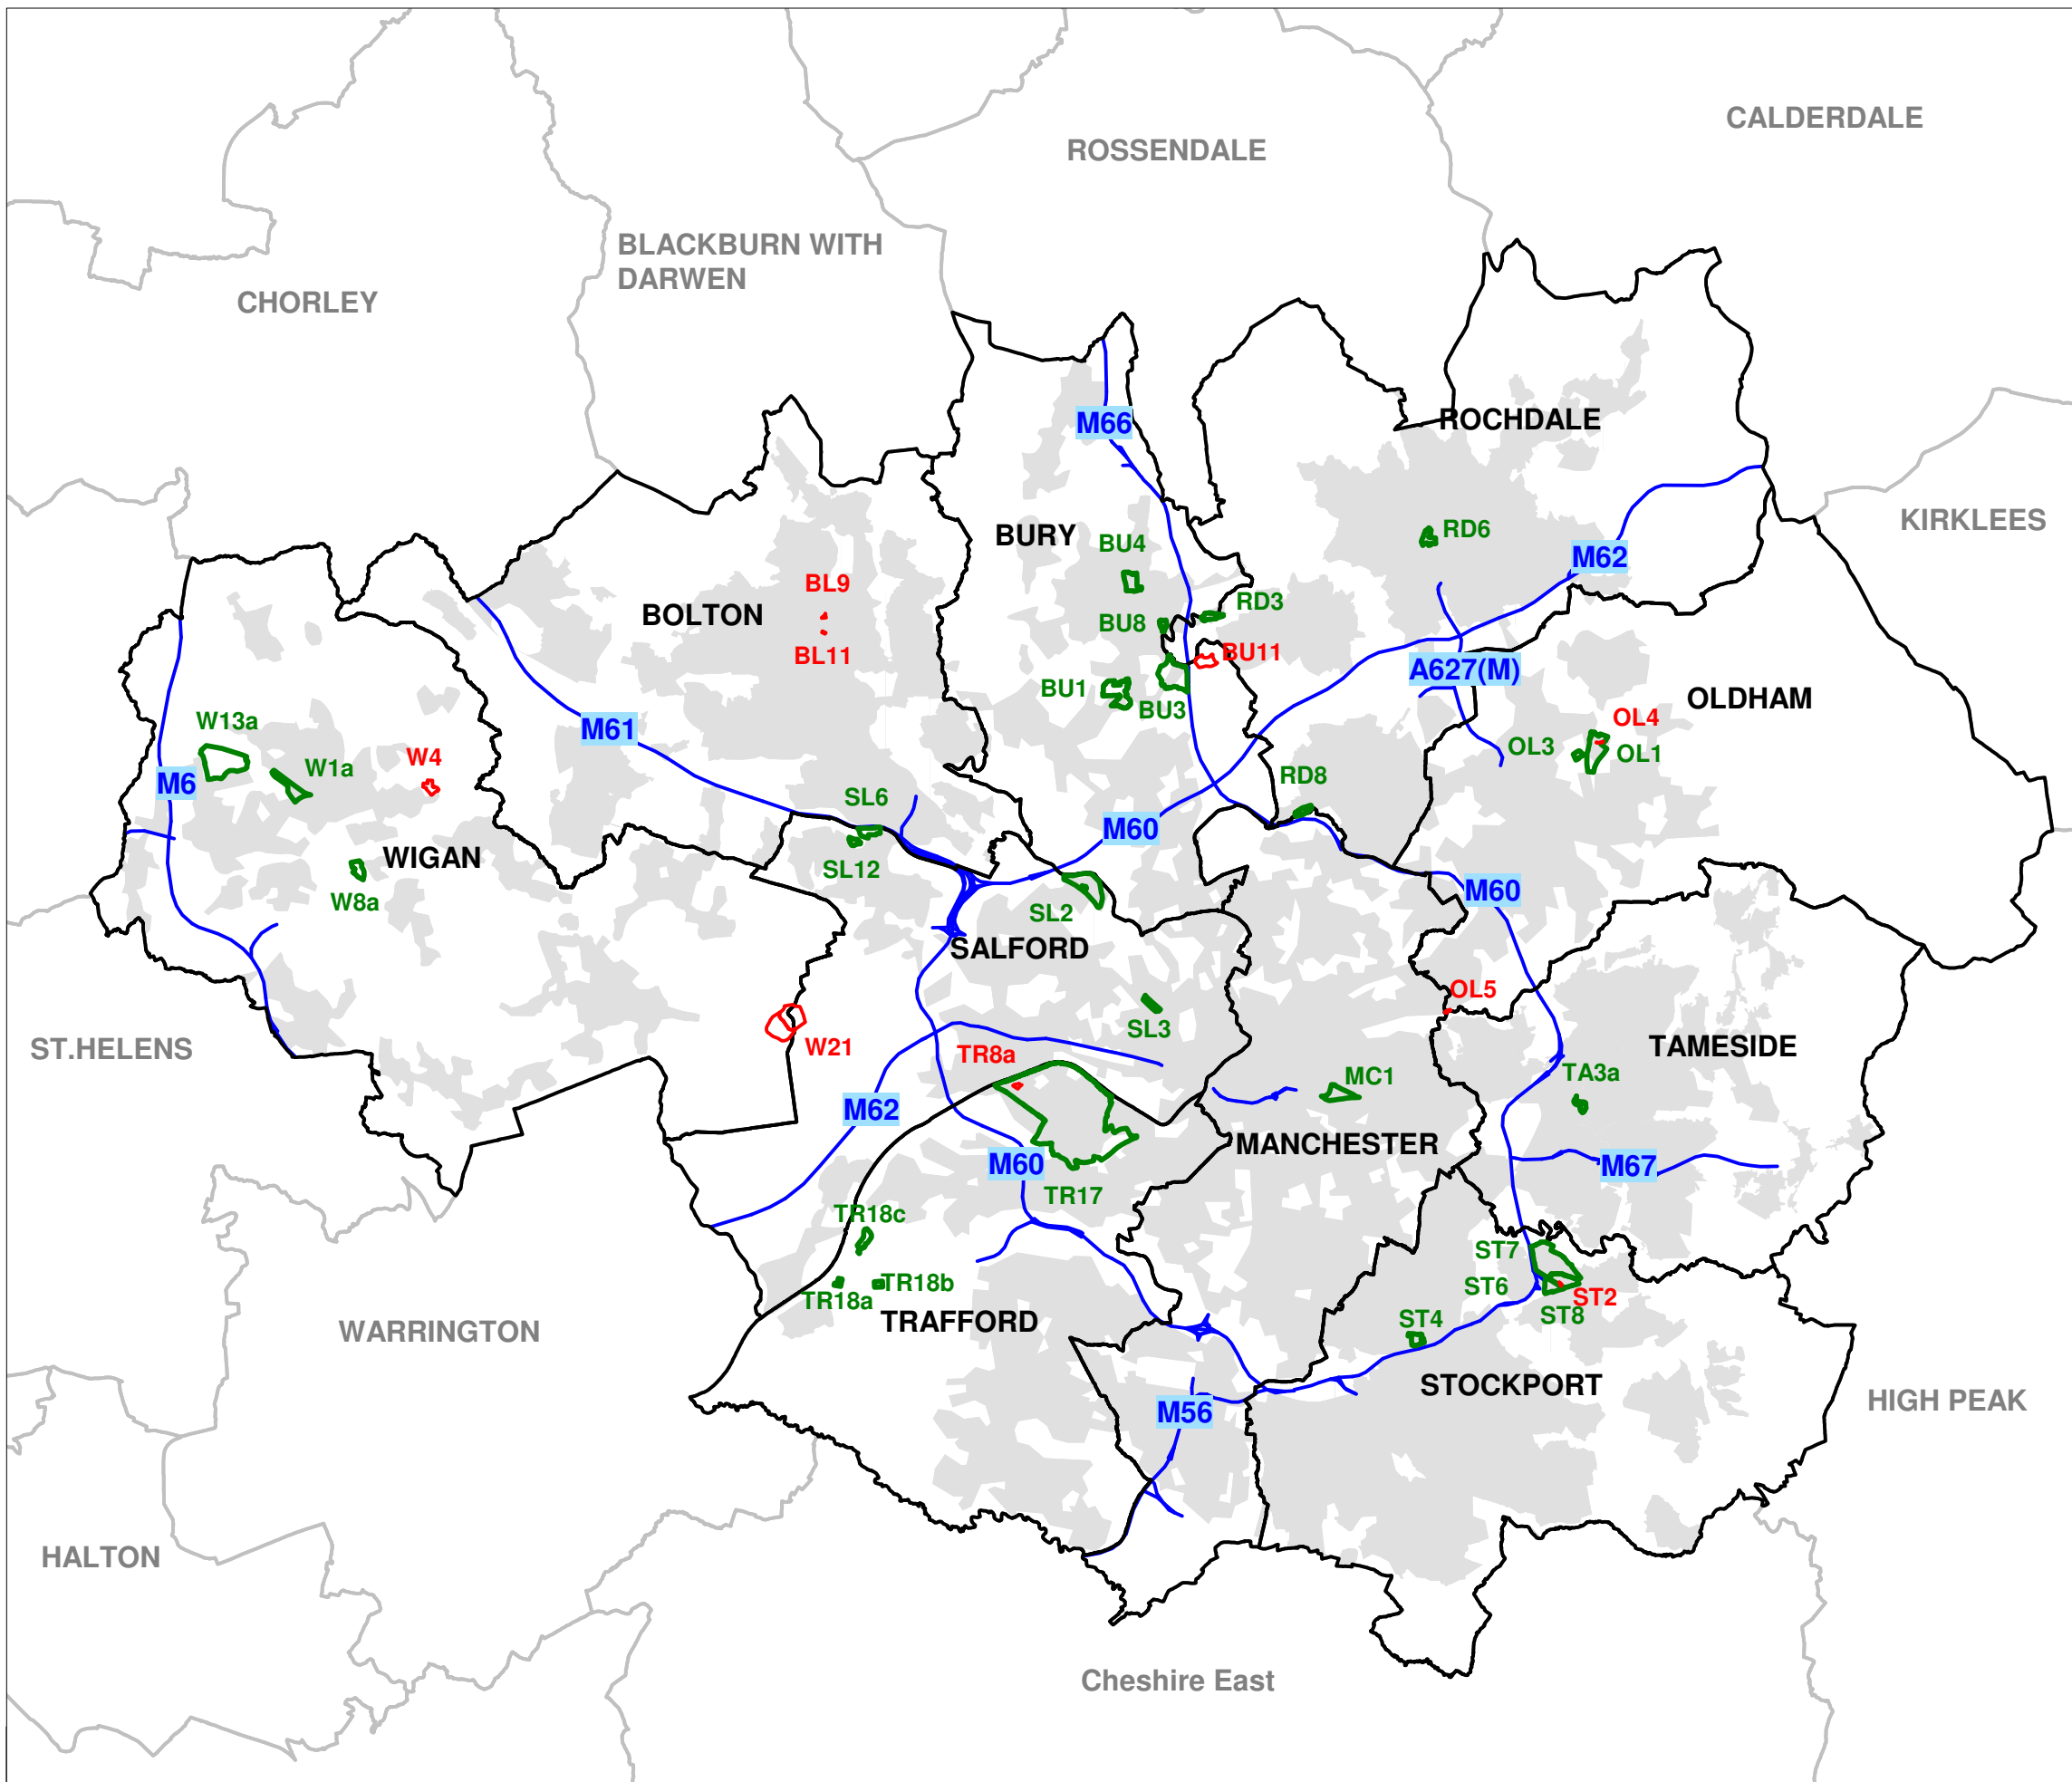 CALDERDALE
ROSSENDALE
BLACKBURN WITH
DARWEN
CHORLEY
M66
ROCHDALE
KIRKLEES
BURY
BU4
RD6
M62
BL9
BOLTON
RD3
BU8
BL11
BU11
A627(M)
BU1
BU3
OLDHAM
W13a
OL4
M61
OL3
OL1
W4
W1a
M6
RD8
SL6
M60
WIGAN
SL12
M60
W8a
SL2
SALFORD
OL5
SL3
ST.HELENS
W21
TR8a
TAMESIDE
TA3a
MC1
M62
MANCHESTER
M60
M67
TR17
TR18c
ST7
TR18b
ST6
TR18a
ST2
ST8
TRAFFORD
ST4
WARRINGTON
STOCKPORT
HIGH PEAK
M56
HALTON
Cheshire East